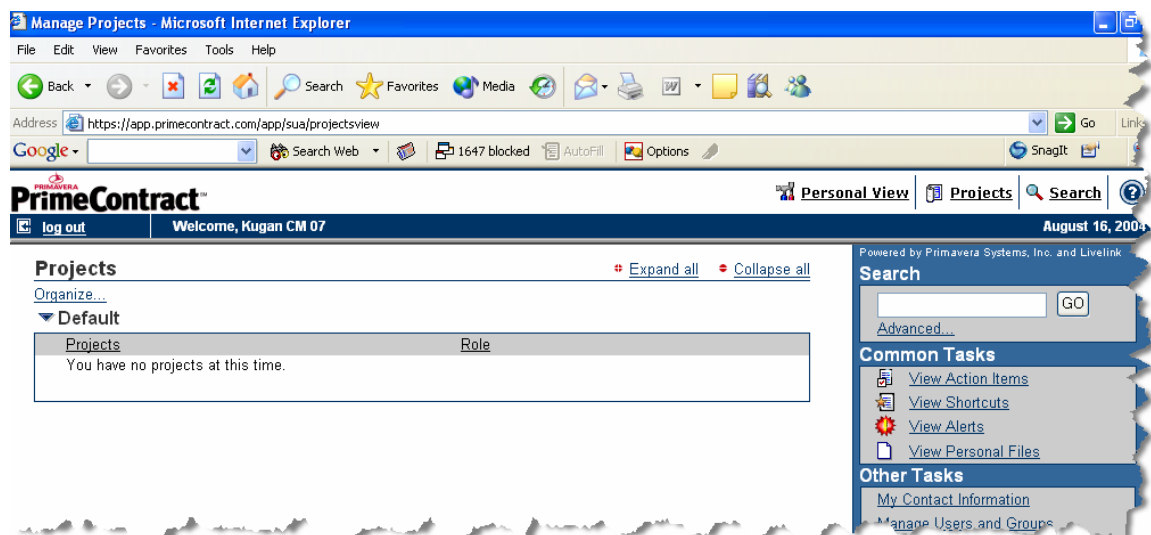 Manage Projects - Microsoft Internet Explorer
File Edit View Favorites Tools Help
Back Search Favorites Media
Address https://app.primecontract.com/app/sua/projectsview Go Links
Google Search Web 1647 blocked AutoFill Options SnagIt
PRIMAVERA
PrimeContract Personal View Projects Search ?
log out Welcome, Kugan CM 07 August 16, 2004
Powered by Primavera Systems, Inc. and Livelink
Projects Expand all Collapse all
Search
Organize...
GO
Default
Advanced...
Projects Role
You have no projects at this time.
Common Tasks
View Action Items
View Shortcuts
View Alerts
View Personal Files
Other Tasks
My Contact Information
Manage Users and Groups